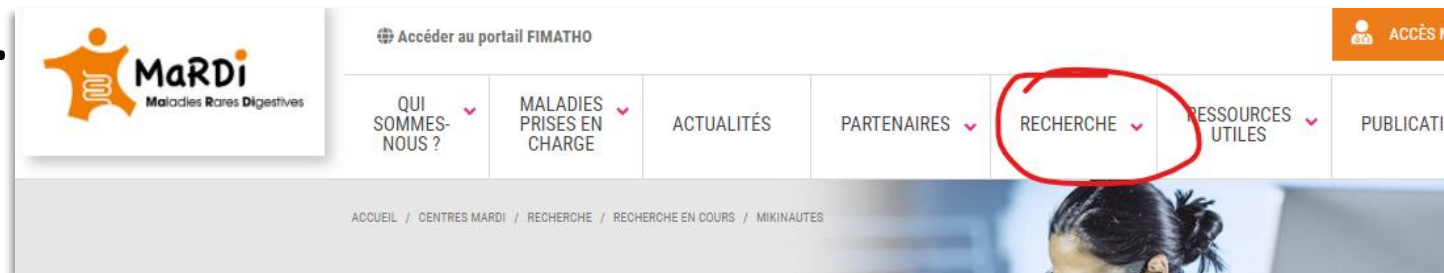 Accéder au portail FIMATHO
MaRDi
Maladies Rares Digestives
ACCÈS
QUI
SOMMES-
NOUS ?
MALADIES
PRISES EN
CHARGE
ACTUALITÉS
PARTENAIRES
RECHERCHE
RESSOURCES
UTILES
PUBLICATI
ACCUEIL / CENTRES MARDI / RECHERCHE / RECHERCHE EN COURS / MIKINAUTES